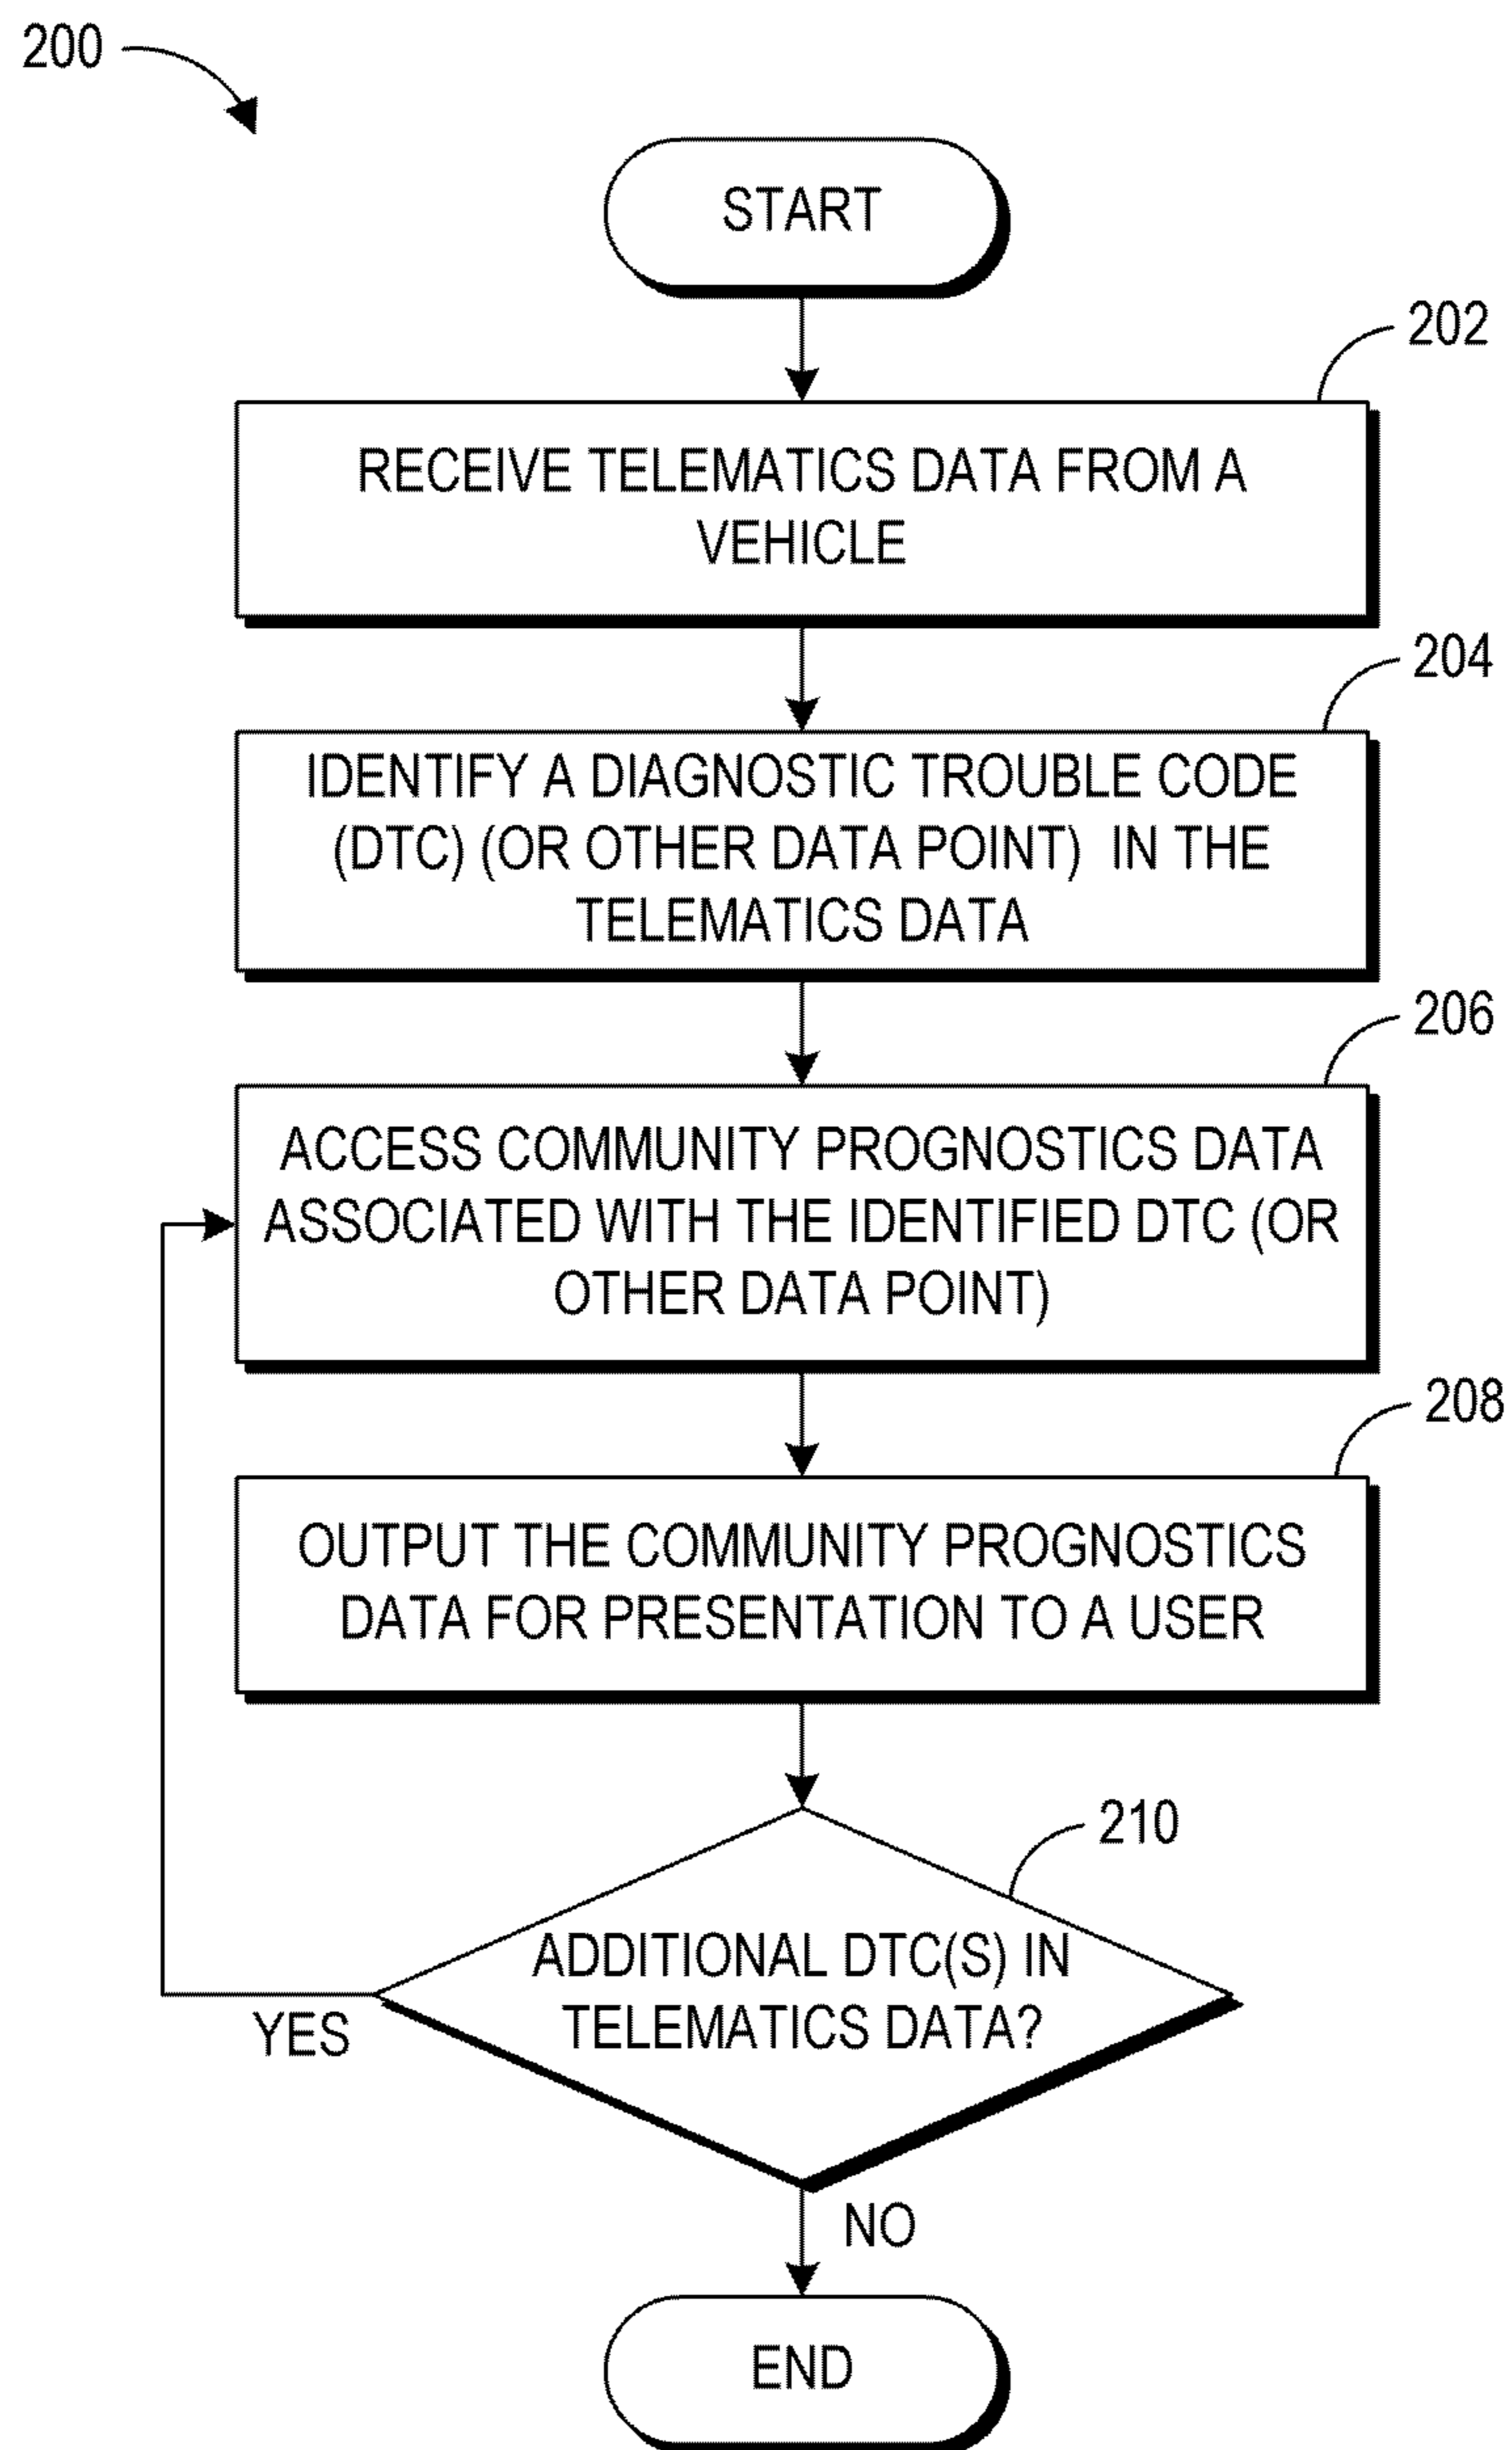 200
START
202
RECEIVE TELEMATICS DATA FROM A
VEHICLE
204
IDENTIFY A DIAGNOSTIC TROUBLE CODE
(DTC) (OR OTHER DATA POINT) IN THE
TELEMATICS DATA
206
ACCESS COMMUNITY PROGNOSTICS DATA
ASSOCIATED WITH THE IDENTIFIED DTC (OR
OTHER DATA POINT)
208
OUTPUT THE COMMUNITY PROGNOSTICS
DATA FOR PRESENTATION TO A USER
210
ADDITIONAL DTC(S) IN
TELEMATICS DATA?
YES
NO
END